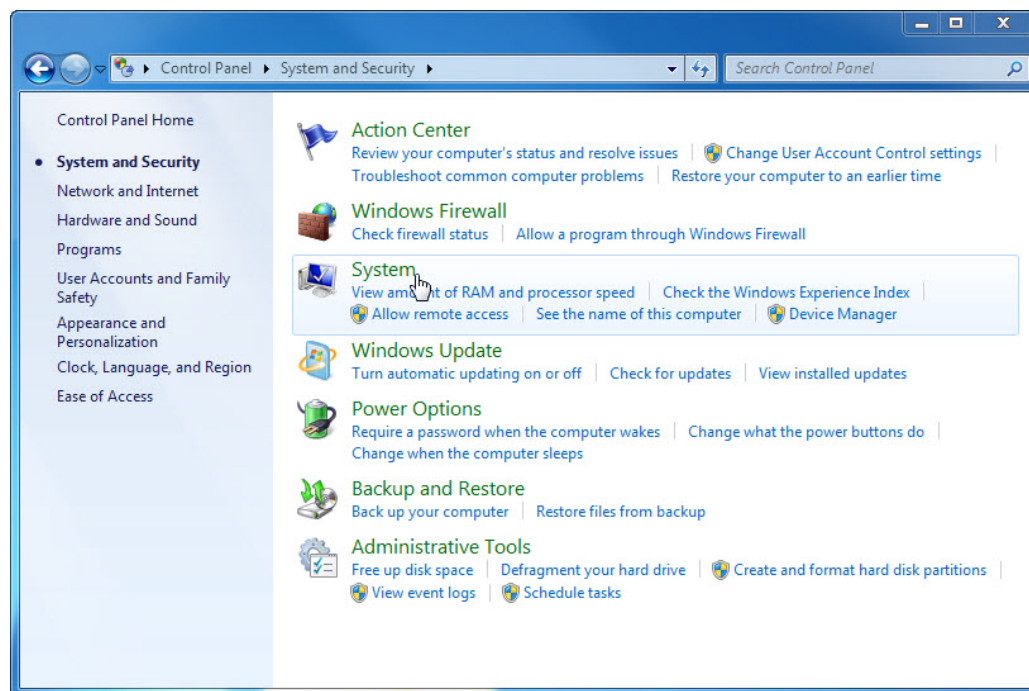 Control Panel System and Security Search Control Panel
Control Panel Home
System and Security
Network and Internet
Hardware and Sound
Programs
User Accounts and Family
Safety
Appearance and
Personalization
Clock, Language, and Region
Ease of Access
Action Center
Review your computer's status and resolve issues Change User Account Control settings
Troubleshoot common computer problems Restore your computer to an earlier time
Windows Firewall
Check firewall status Allow a program through Windows Firewall
System
View amount of RAM and processor speed Check the Windows Experience Index
Allow remote access See the name of this computer Device Manager
Windows Update
Turn automatic updating on or off Check for updates View installed updates
Power Options
Require a password when the computer wakes Change what the power buttons do
Change when the computer sleeps
Backup and Restore
Back up your computer Restore files from backup
Administrative Tools
Free up disk space Defragment your hard drive Create and format hard disk partitions
View event logs Schedule tasks